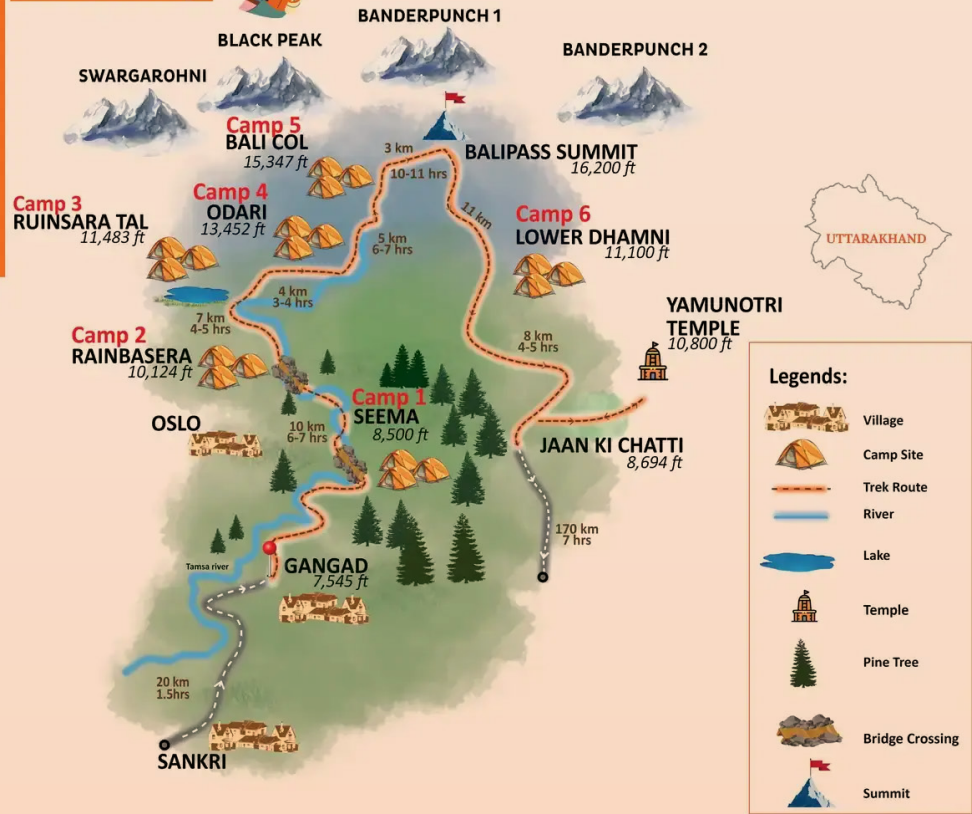 BANDERPUNCH 1
BLACK PEAK
BANDERPUNCH 2
SWARGAROHNI
Camp 5
BALI COL
15,347 ft
3 km
10-11 hrs
BALIPASS SUMMIT
16,200 ft
Camp 4
ODARI
13,452 ft
Camp 3
RUINSARA TAL
11,483 ft
11 km
Camp 6
LOWER DHAMNI
11,100 ft
5 km
6-7 hrs
UTTARAKHAND
4 km
3-4 hrs
7 km
4-5 hrs
YAMUNOTRI
TEMPLE
10,800 ft
Camp 2
RAINBASERA
10,124 ft
8 km
4-5 hrs
Camp 1
SEEMA
8,500 ft
OSLO
10 km
6-7 hrs
JAAN KI CHATTI
8,694 ft
170 km
7 hrs
Tamsa river
GANGAD
7,545 ft
20 km
1.5hrs
SANKRI
Legends:
Village
Camp Site
Trek Route
River
Lake
Temple
Pine Tree
Bridge Crossing
Summit